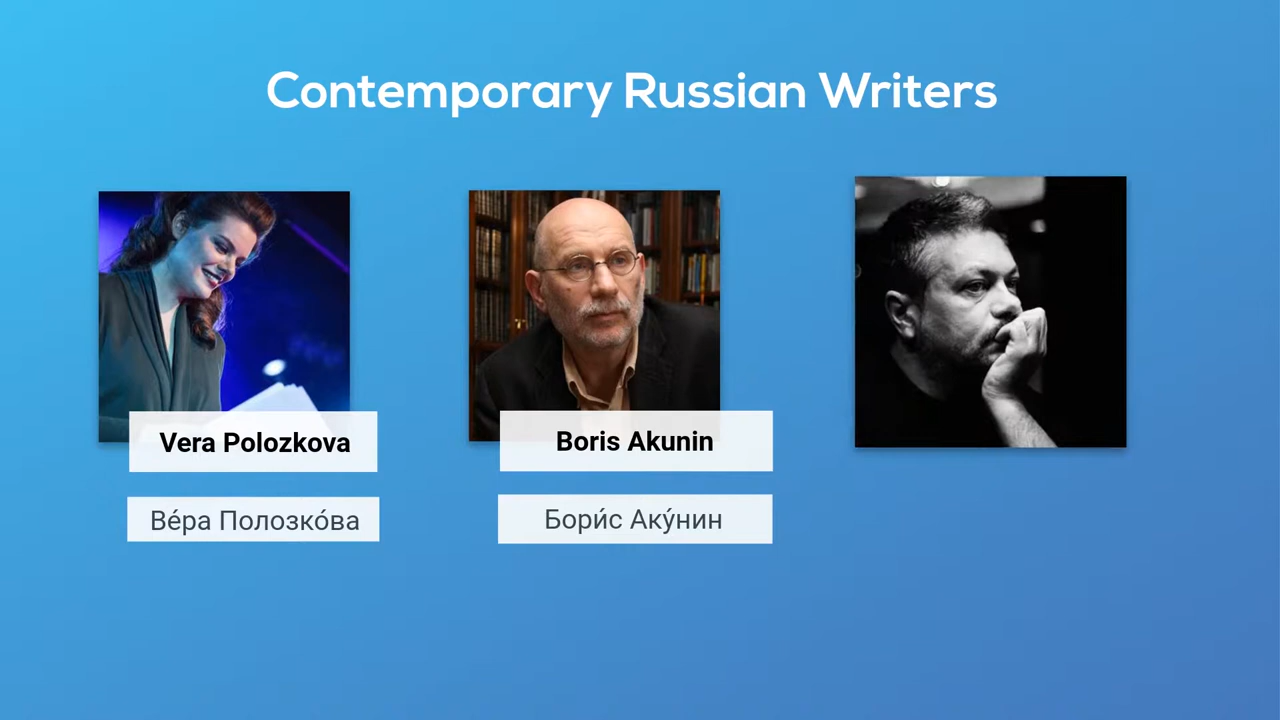 Contemporary Russian Writers
Vera Polozkova
Boris Akunin
Ве́ра Полозко́ва
Бори́с Аку́нин